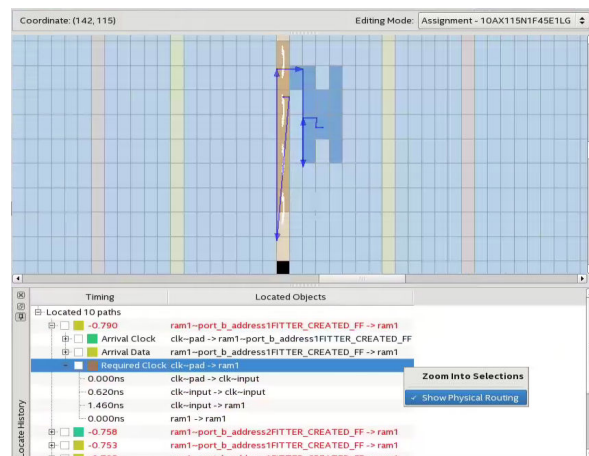 Coordinate: (142, 115) Editing Mode: Assignment - 10AX115N1F45E1LG
Timing Located Objects
Located 10 paths
-0.790 ram1~port_b_address1FITTER_CREATED_FF -> ram1
Arrival Clock clk~pad -> ram1~port_b_address1FITTER_CREATED_FF
Arrival Data ram1~port_b_address1FITTER_CREATED_FF -> ram1
Required Clock clk~pad -> ram1
Zoom Into Selections
0.000ns clk~pad -> clk~input
0.620ns clk~input -> clk~input
✓ Show Physical Routing
1.460ns clk~input -> ram1
0.000ns ram1 -> ram1
-0.758 ram1~port_b_address2FITTER_CREATED_FF -> ram1
-0.753 ram1~port_b_address1FITTER_CREATED_FF -> ram1
Locate History